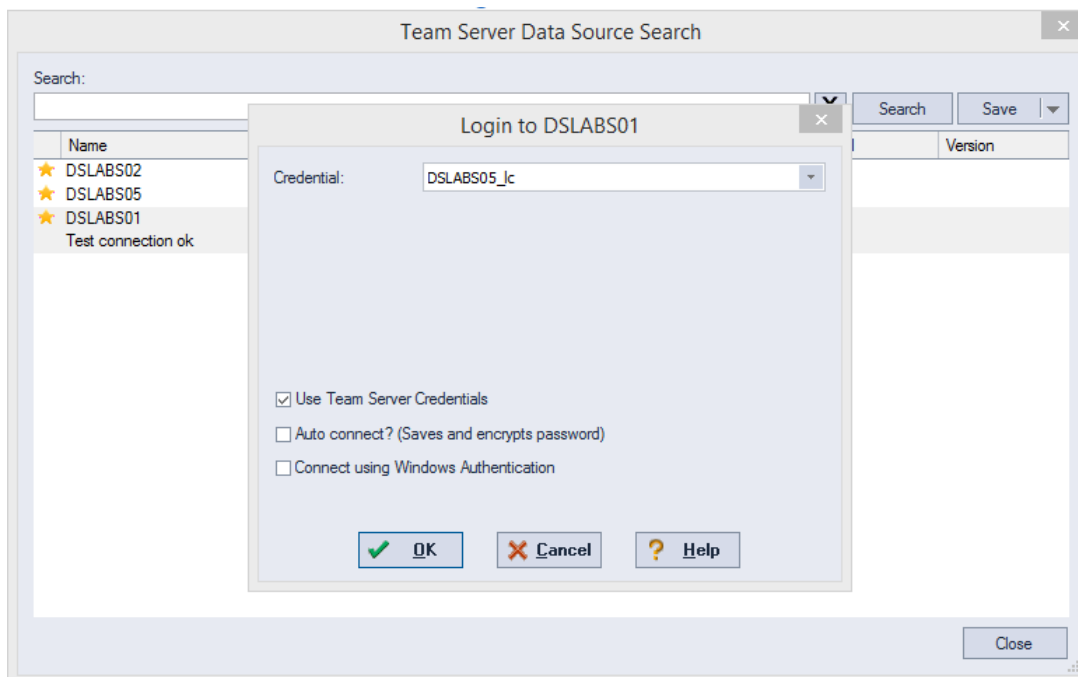 Team Server Data Source Search
Search:
Search
Save
Name
Version
DSLABS02
DSLABS05
DSLABS01
Test connection ok
Login to DSLABS01
Credential:
DSLABS05_lc
Use Team Server Credentials
Auto connect? (Saves and encrypts password)
Connect using Windows Authentication
OK
Cancel
Help
Close